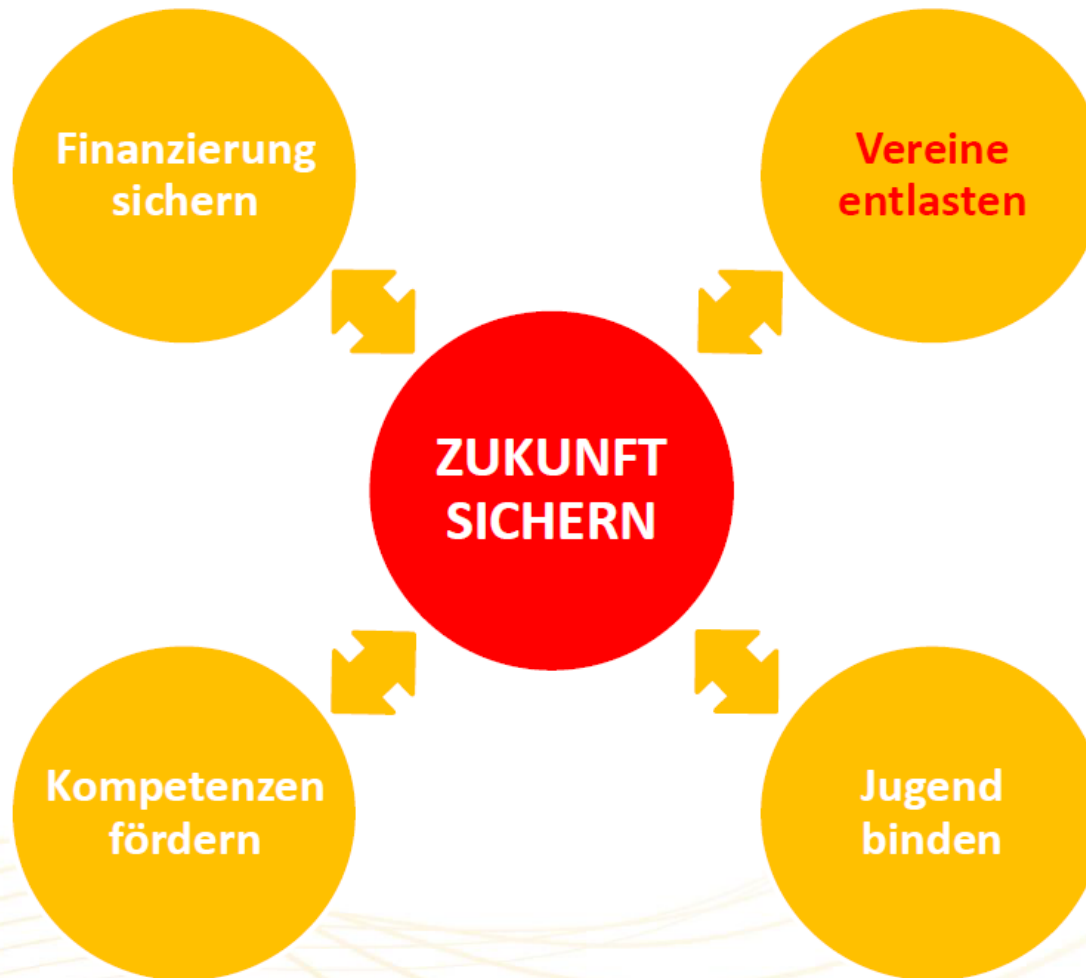 Finanzierung
sichern
Vereine
entlasten
ZUKUNFT
SICHERN
Kompetenzen
fördern
Jugend
binden